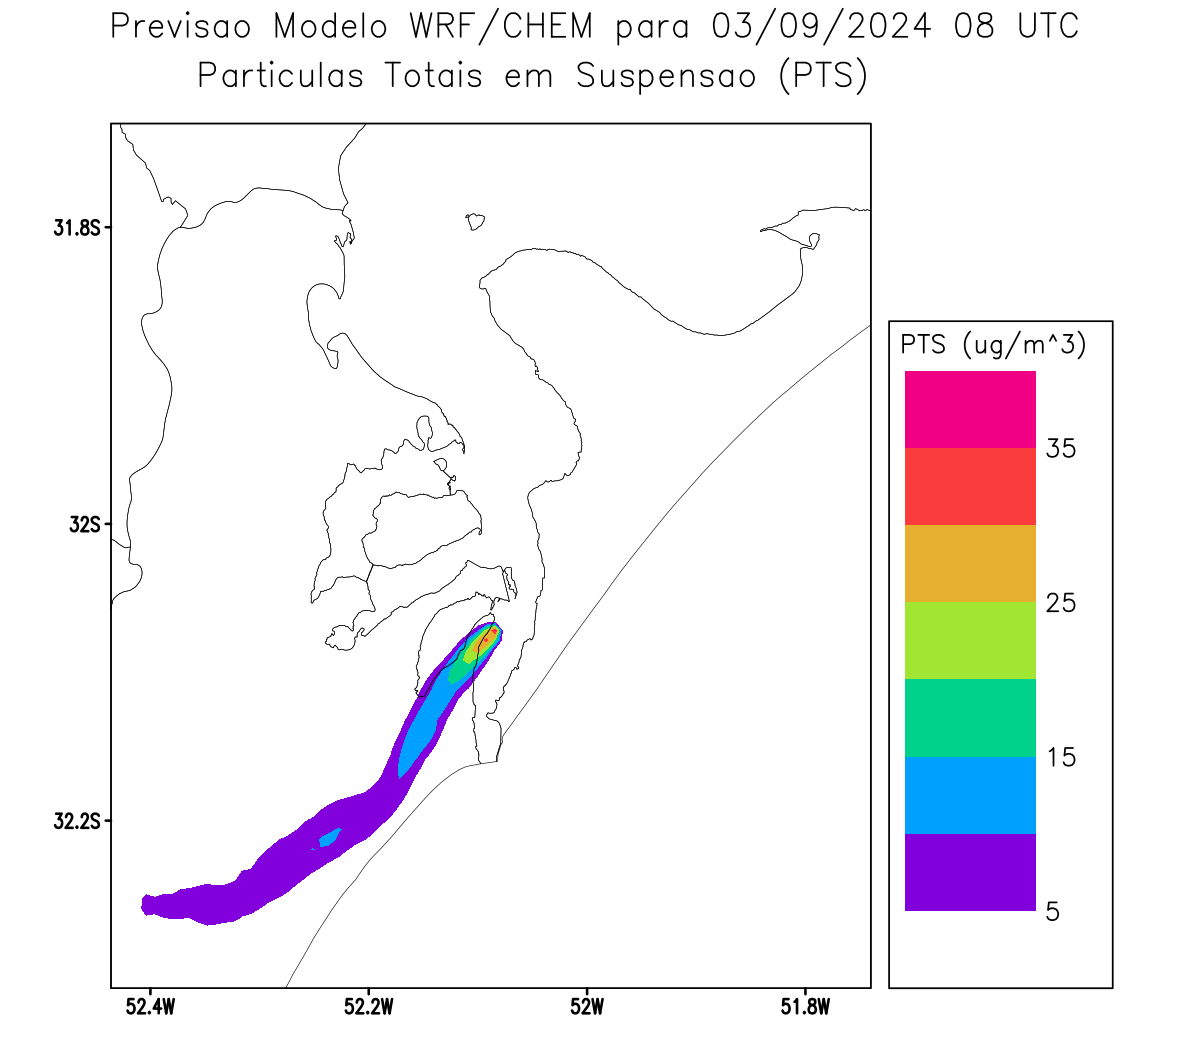 Previsao Modelo WRF/CHEM para 03/09/2024 08 UTC
Particulas Totais em Suspensao (PTS)
31.8S
32S
32.2S
52.4W
52.2W
52W
51.8W
PTS (ug/m^3)
35
25
15
5